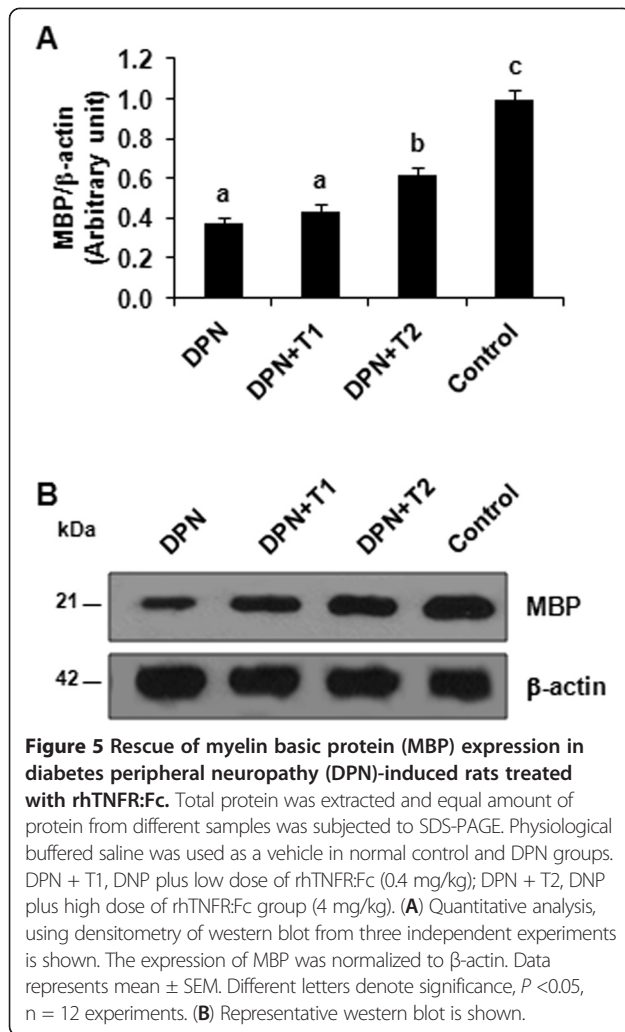 A
MBP/β-actin
(Arbitrary unit)
1.2
1.0
0.8
0.6
0.4
0.2
0.0
a
a
b
c
DPN
DPN+T1
DPN+T2
Control
B
kDa
DPN
DPN+T1
DPN+T2
Control
21
MBP
42
β-actin
Figure 5 Rescue of myelin basic protein (MBP) expression in
diabetes peripheral neuropathy (DPN)-induced rats treated
with rhTNFR:Fc. Total protein was extracted and equal amount of
protein from different samples was subjected to SDS-PAGE. Physiological
buffered saline was used as a vehicle in normal control and DPN groups.
DPN + T1, DNP plus low dose of rhTNFR:Fc (0.4 mg/kg); DPN + T2, DNP
plus high dose of rhTNFR:Fc group (4 mg/kg). (A) Quantitative analysis,
using densitometry of western blot from three independent experiments
is shown. The expression of MBP was normalized to β-actin. Data
represents mean ± SEM. Different letters denote significance, P <0.05,
n = 12 experiments. (B) Representative western blot is shown.